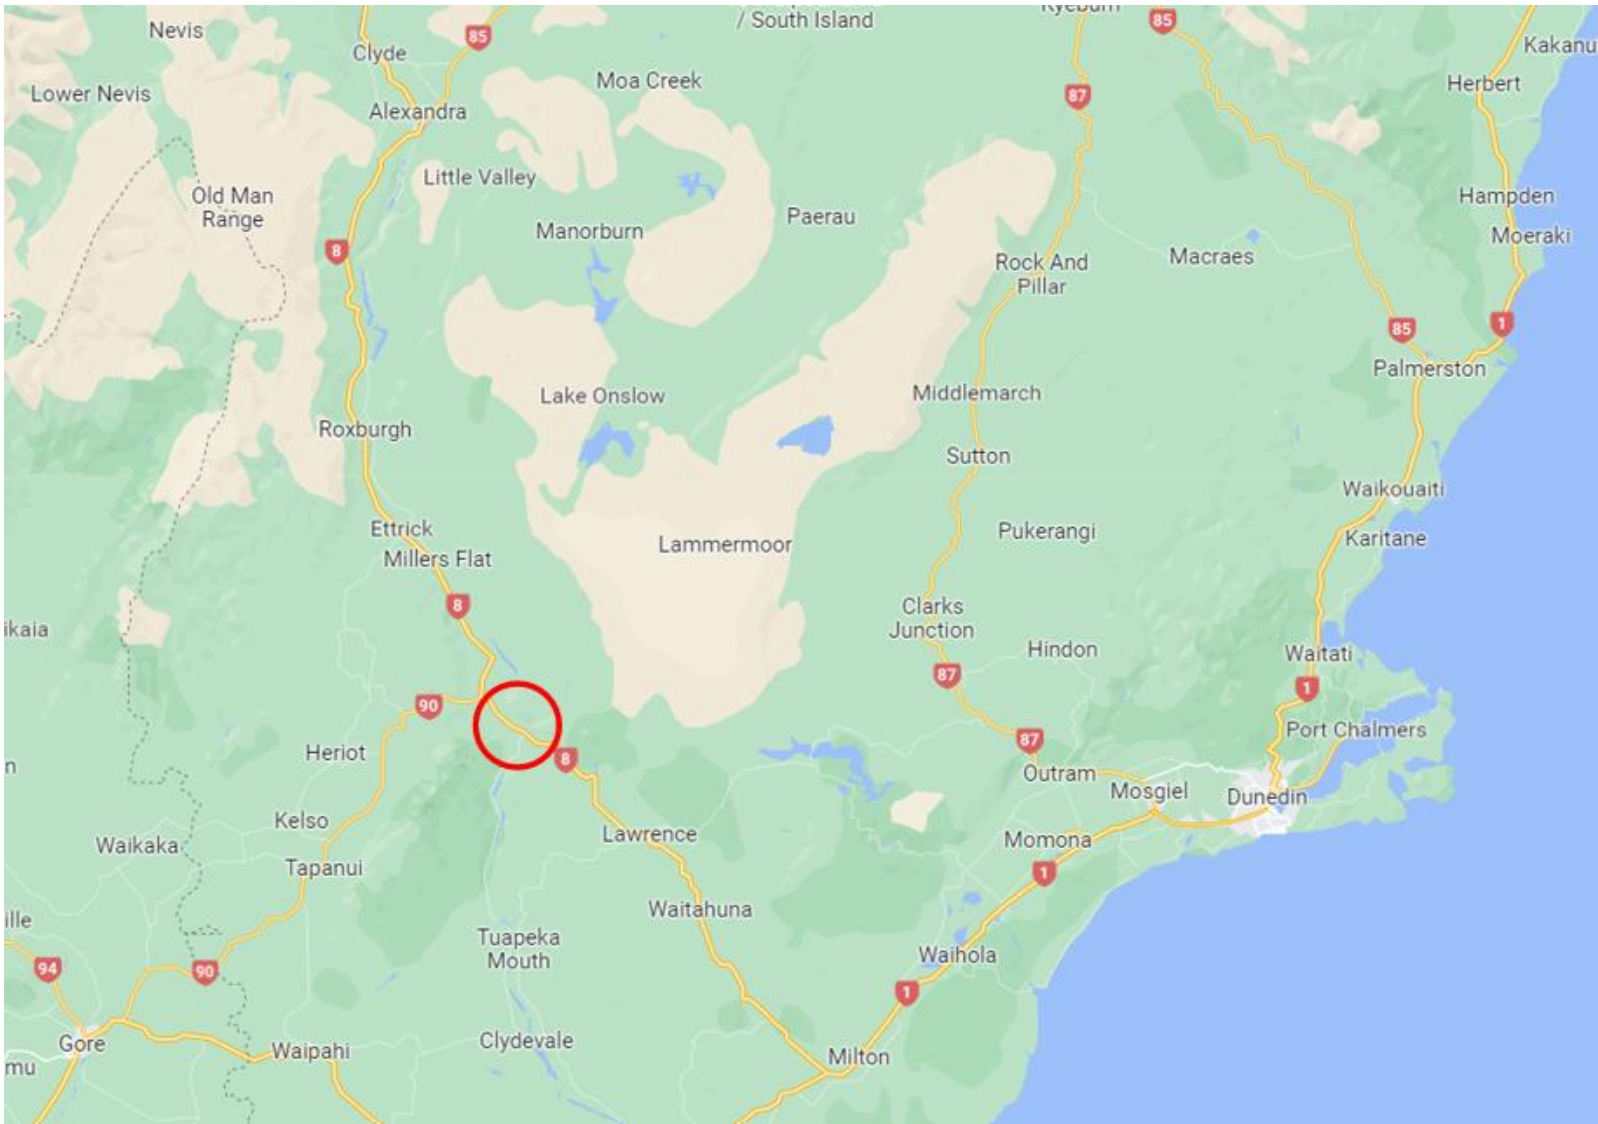 Nevis
Clyde
85
/ South Island
Kyeburn
85
Kakanu
Lower Nevis
Moa Creek
87
Herbert
Alexandra
Little Valley
Old Man
Range
Manorburn
Paerau
Hampden
Moeraki
8
Rock And
Pillar
Macraes
85
1
Palmerston
Lake Onslow
Middlemarch
Roxburgh
Sutton
Waikouaiti
Ettrick
Millers Flat
Lammermoor
Pukerangi
Karitane
8
Clarks
Junction
ikaia
Hindon
Waitati
87
1
90
Port Chalmers
Heriot
8
87
n
Outram
Mosgiel
Dunedin
Kelso
Lawrence
Momona
Waikaka
Tapanui
1
Waitahuna
ille
Tuapeka
Mouth
Waihola
94
90
1
Gore
Waipahi
Clydevale
Milton
mu